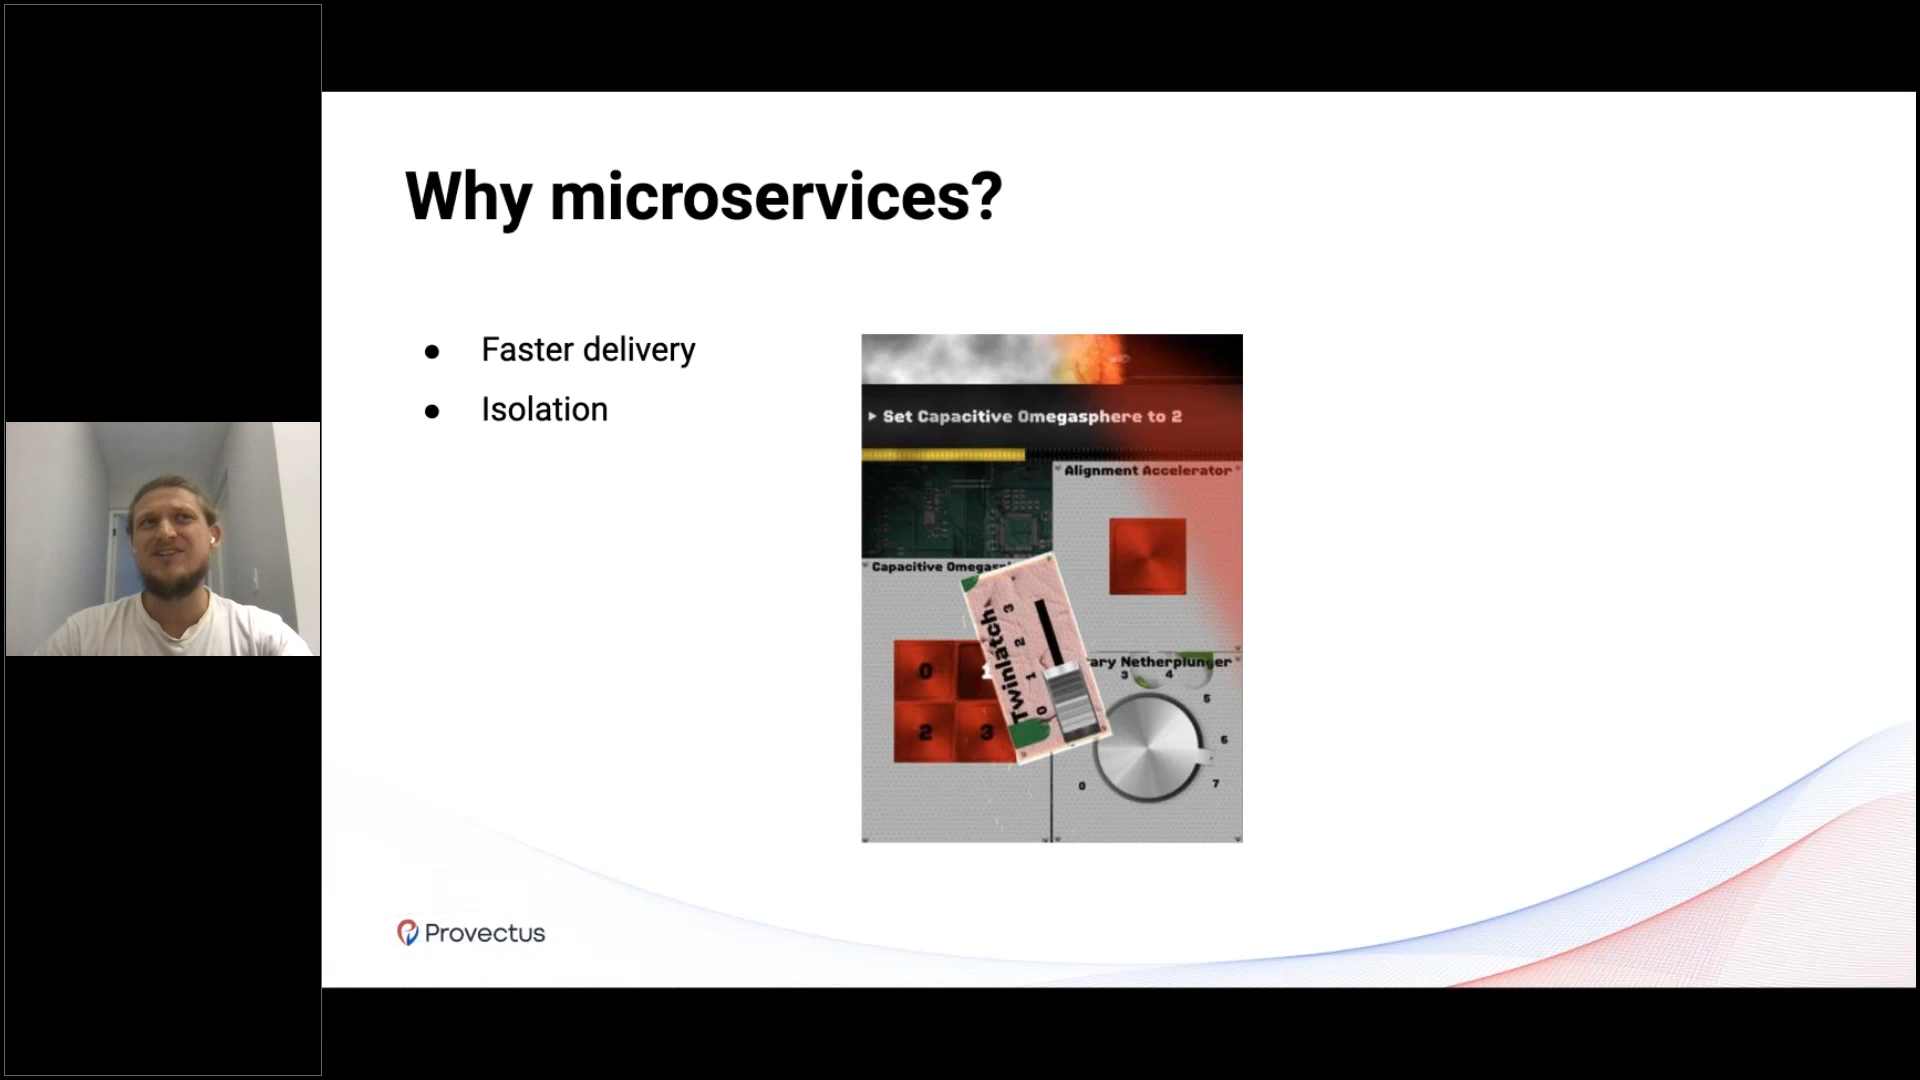 Why microservices?
● Faster delivery
● Isolation
Set Capacitive Omegasphere to 2
Alignment Accelerator
Capacitive Omegas
0
2
3
Twinlatch
0 1 2 3
ary Netherplunger
0
3
4
5
6
7
Provectus